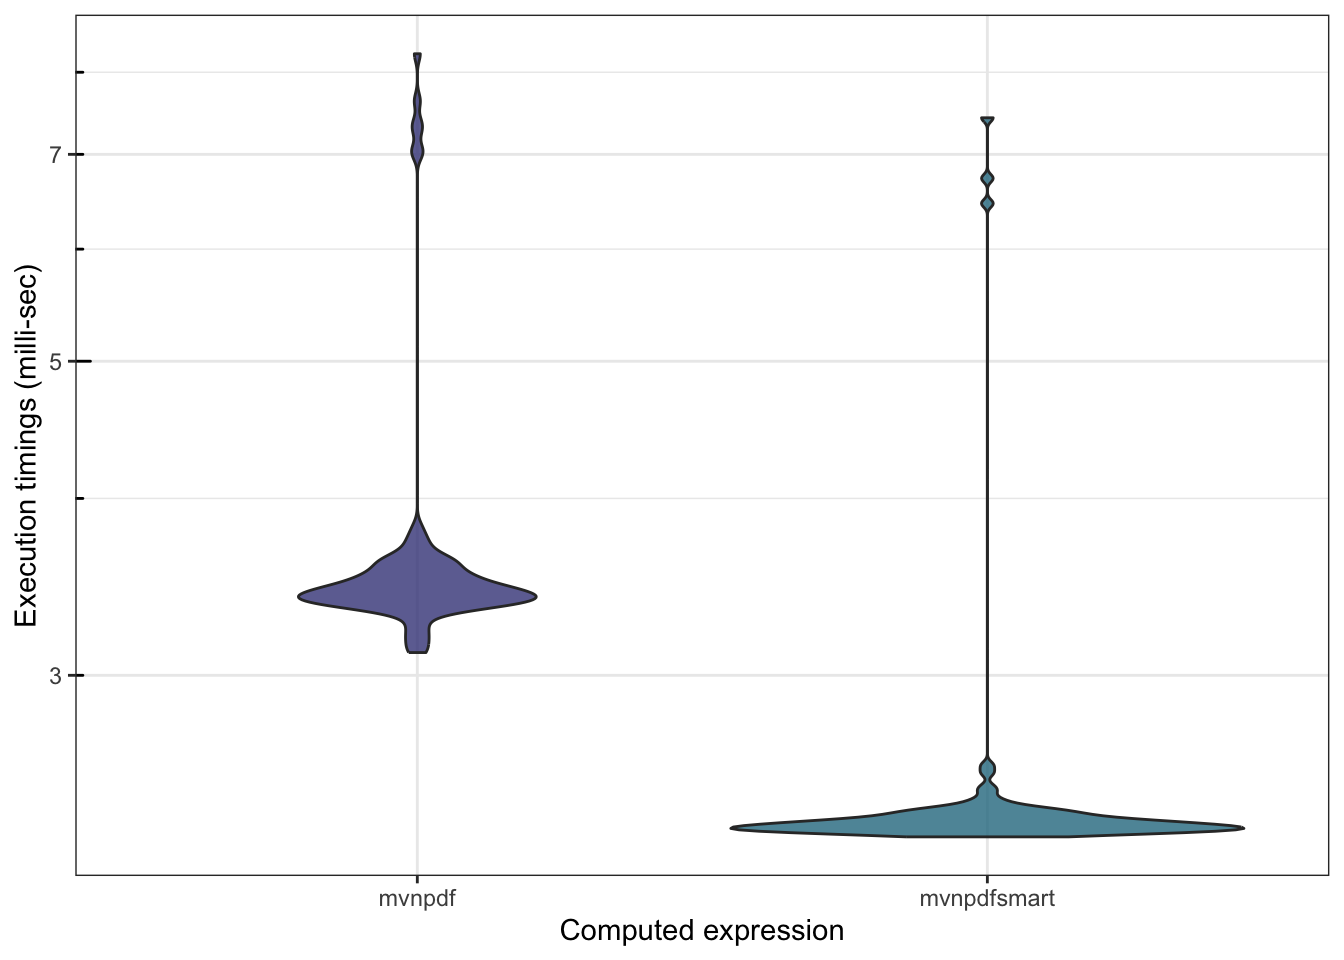 Execution timings (milli-sec)
7
5
3
mvnpdf
mvnpdfsmart
Computed expression